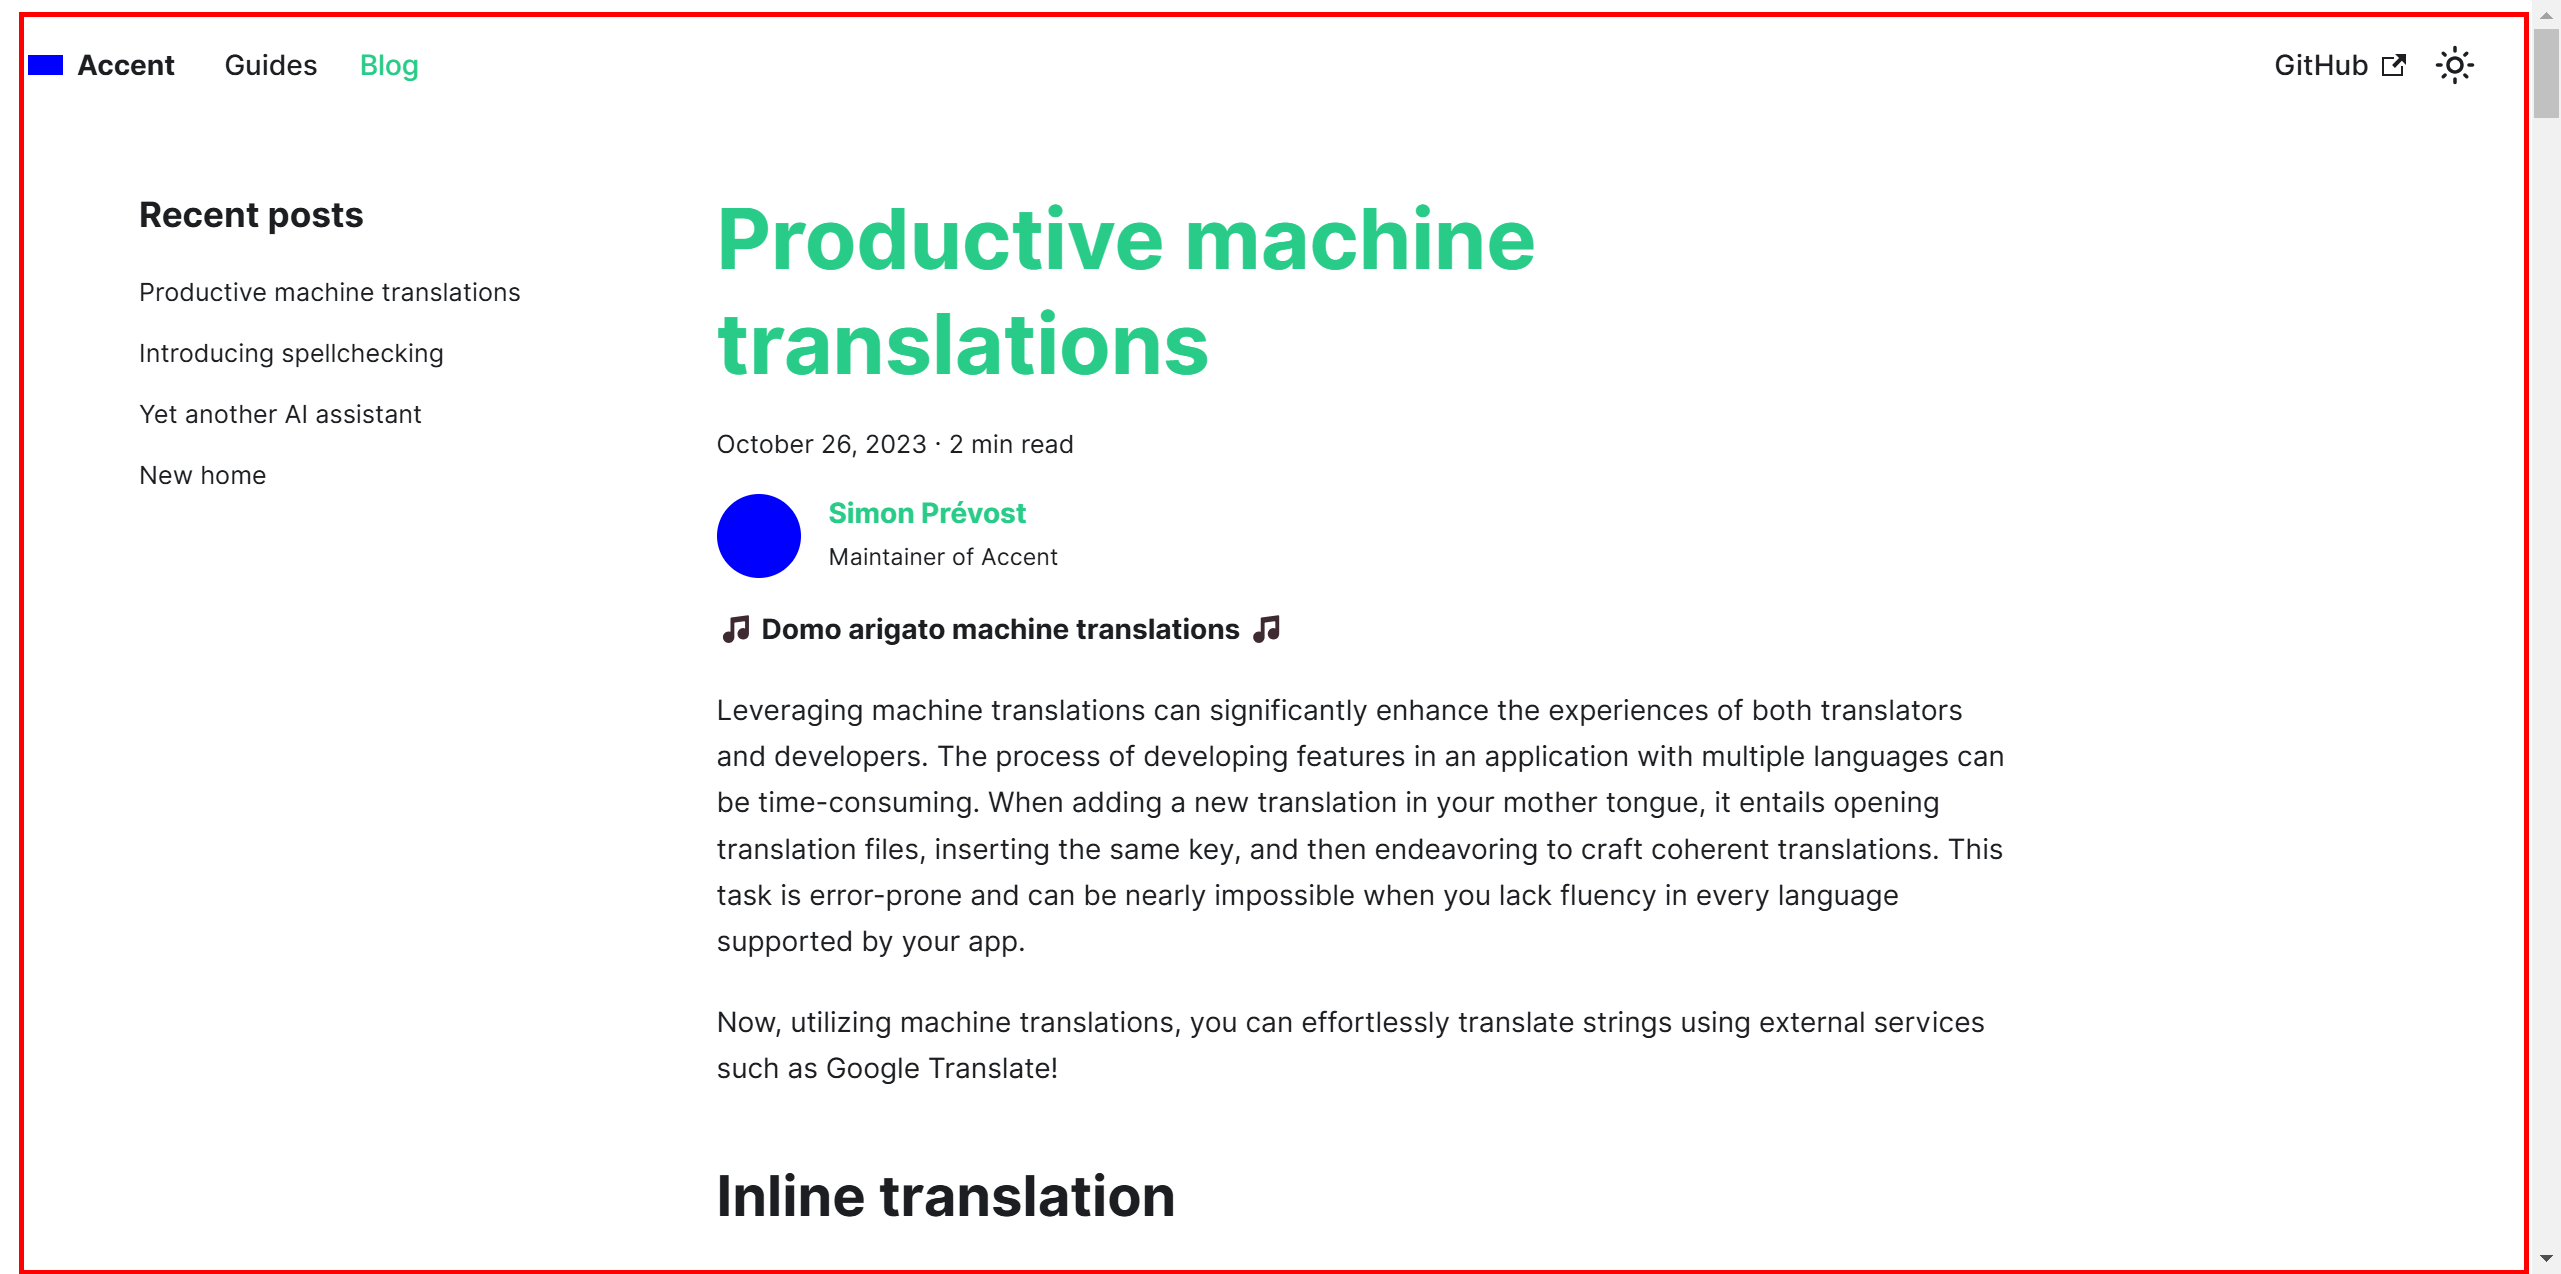 Accent Guides Blog GitHub
Recent posts
Productive machine translations
Introducing spellchecking
Yet another AI assistant
New home
Productive machine
translations
October 26, 2023 · 2 min read
Simon Prévost
Maintainer of Accent
🎵 Domo arigato machine translations 🎵
Leveraging machine translations can significantly enhance the experiences of both translators
and developers. The process of developing features in an application with multiple languages can
be time-consuming. When adding a new translation in your mother tongue, it entails opening
translation files, inserting the same key, and then endeavoring to craft coherent translations. This
task is error-prone and can be nearly impossible when you lack fluency in every language
supported by your app.
Now, utilizing machine translations, you can effortlessly translate strings using external services
such as Google Translate!
Inline translation